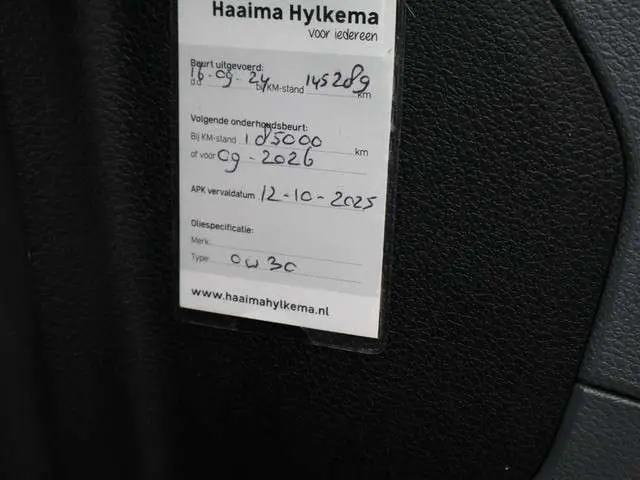 Haaima Hylkema
voor iedereen
Beurt uitgevoerd:
d.d. 16-09-24 bij KM-stand 145289 km
Volgende onderhoudsbeurt:
Bij KM-stand 185000 km
of voor 09-2026
APK vervaldatum 12-10-2025
Oliespecificatie:
Merk:
Type: 0W30
www.haaimahylkema.nl